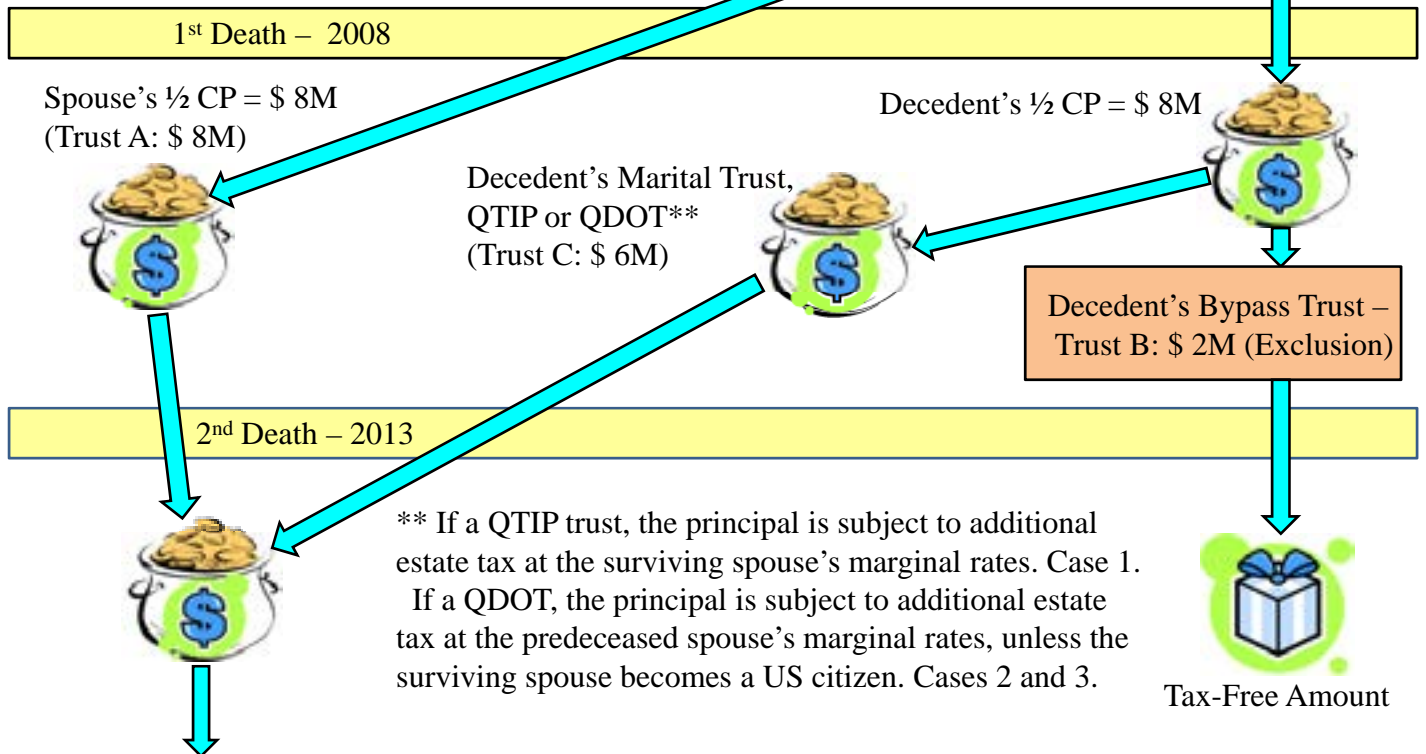 1st Death – 2008
Spouse's ½ CP = $ 8M
(Trust A: $ 8M)
Decedent's ½ CP = $ 8M
Decedent's Marital Trust,
QTIP or QDOT**
(Trust C: $ 6M)
Decedent's Bypass Trust –
Trust B: $ 2M (Exclusion)
2nd Death – 2013
** If a QTIP trust, the principal is subject to additional
estate tax at the surviving spouse's marginal rates. Case 1.
If a QDOT, the principal is subject to additional estate
tax at the predeceased spouse's marginal rates, unless the
surviving spouse becomes a US citizen. Cases 2 and 3.
Tax-Free Amount
$
$
$
$